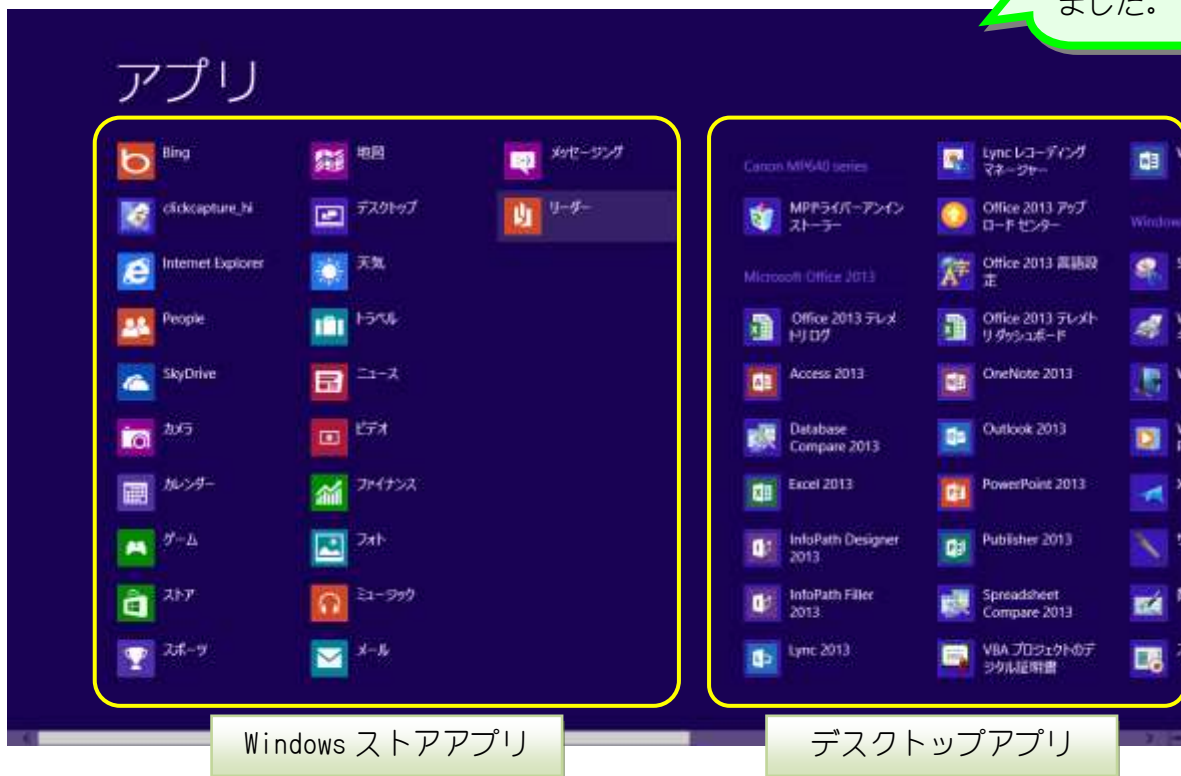 ました。
アプリ
Bing
clickcapture_hi
Internet Explorer
People
SkyDrive
カメラ
カレンダー
ゲーム
ストア
スポーツ
地図
デスクトップ
天気
トラベル
ニュース
ビデオ
ファイナンス
フォト
ミュージック
メール
メッセージング
リーダー
Canon MP640 series
MPドライバーアンイン
ストーラー
Microsoft Office 2013
Office 2013 テレメ
トリ ログ
Access 2013
Database
Compare 2013
Excel 2013
InfoPath Designer
2013
InfoPath Filler
2013
Lync 2013
Lync レコーディング
マネージャー
Office 2013 アップ
ロード センター
Office 2013 言語設
定
Office 2013 テレメト
リ ダッシュボード
OneNote 2013
Outlook 2013
PowerPoint 2013
Publisher 2013
Spreadsheet
Compare 2013
VBA プロジェクトのデ
ジタル証明書
Windows ストアアプリ
デスクトップアプリ